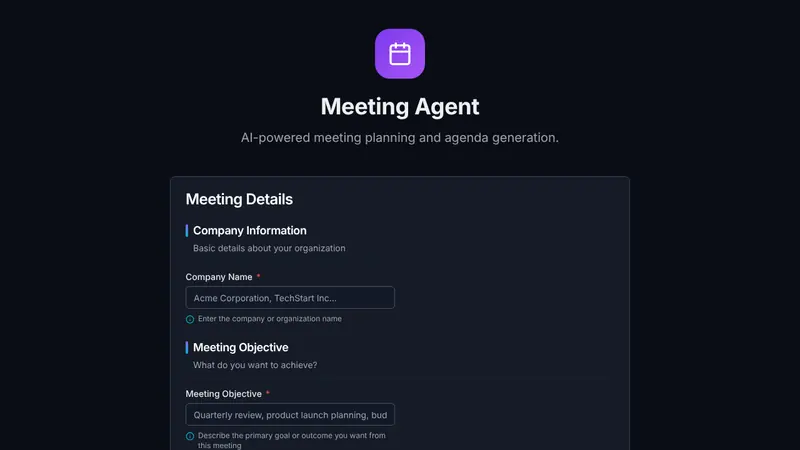 Meeting Agent
AI-powered meeting planning and agenda generation.
Meeting Details
Company Information
Basic details about your organization
Company Name *
Acme Corporation, TechStart Inc...
Enter the company or organization name
Meeting Objective
What do you want to achieve?
Meeting Objective *
Quarterly review, product launch planning, bud
Describe the primary goal or outcome you want from
this meeting